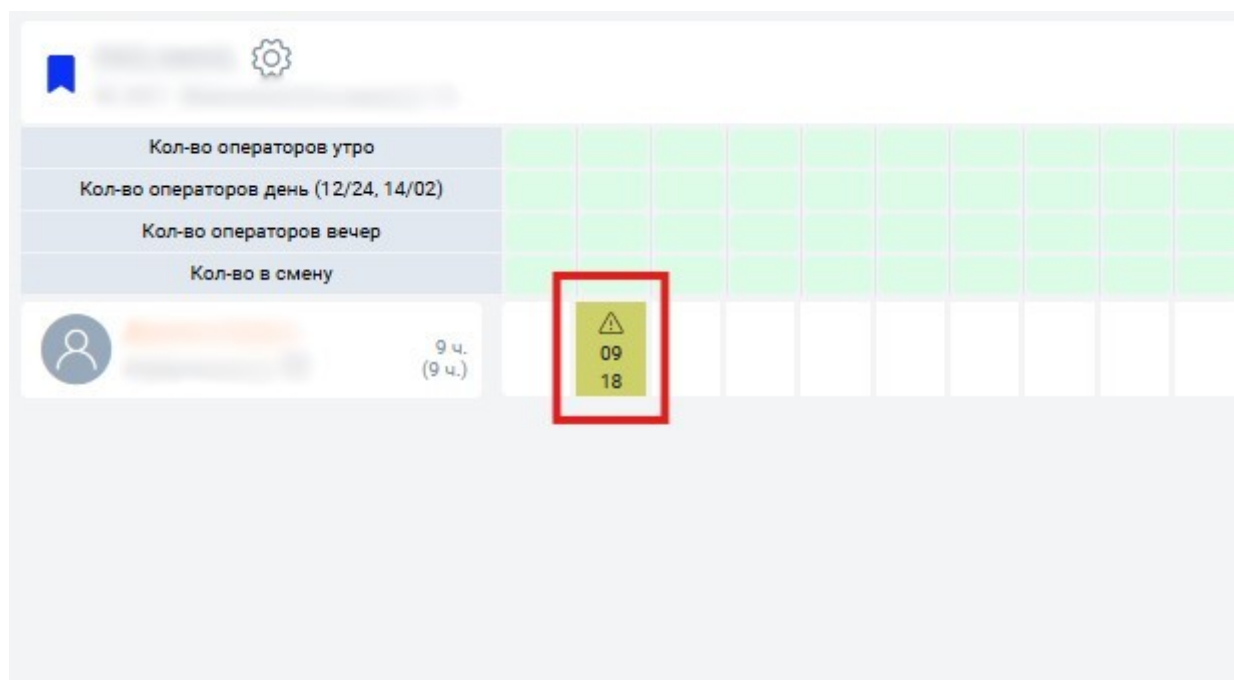 Кол-во операторов утро
Кол-во операторов день (12/24, 14/02)
Кол-во операторов вечер
Кол-во в смену
9 ч.
(9 ч.)
09
18